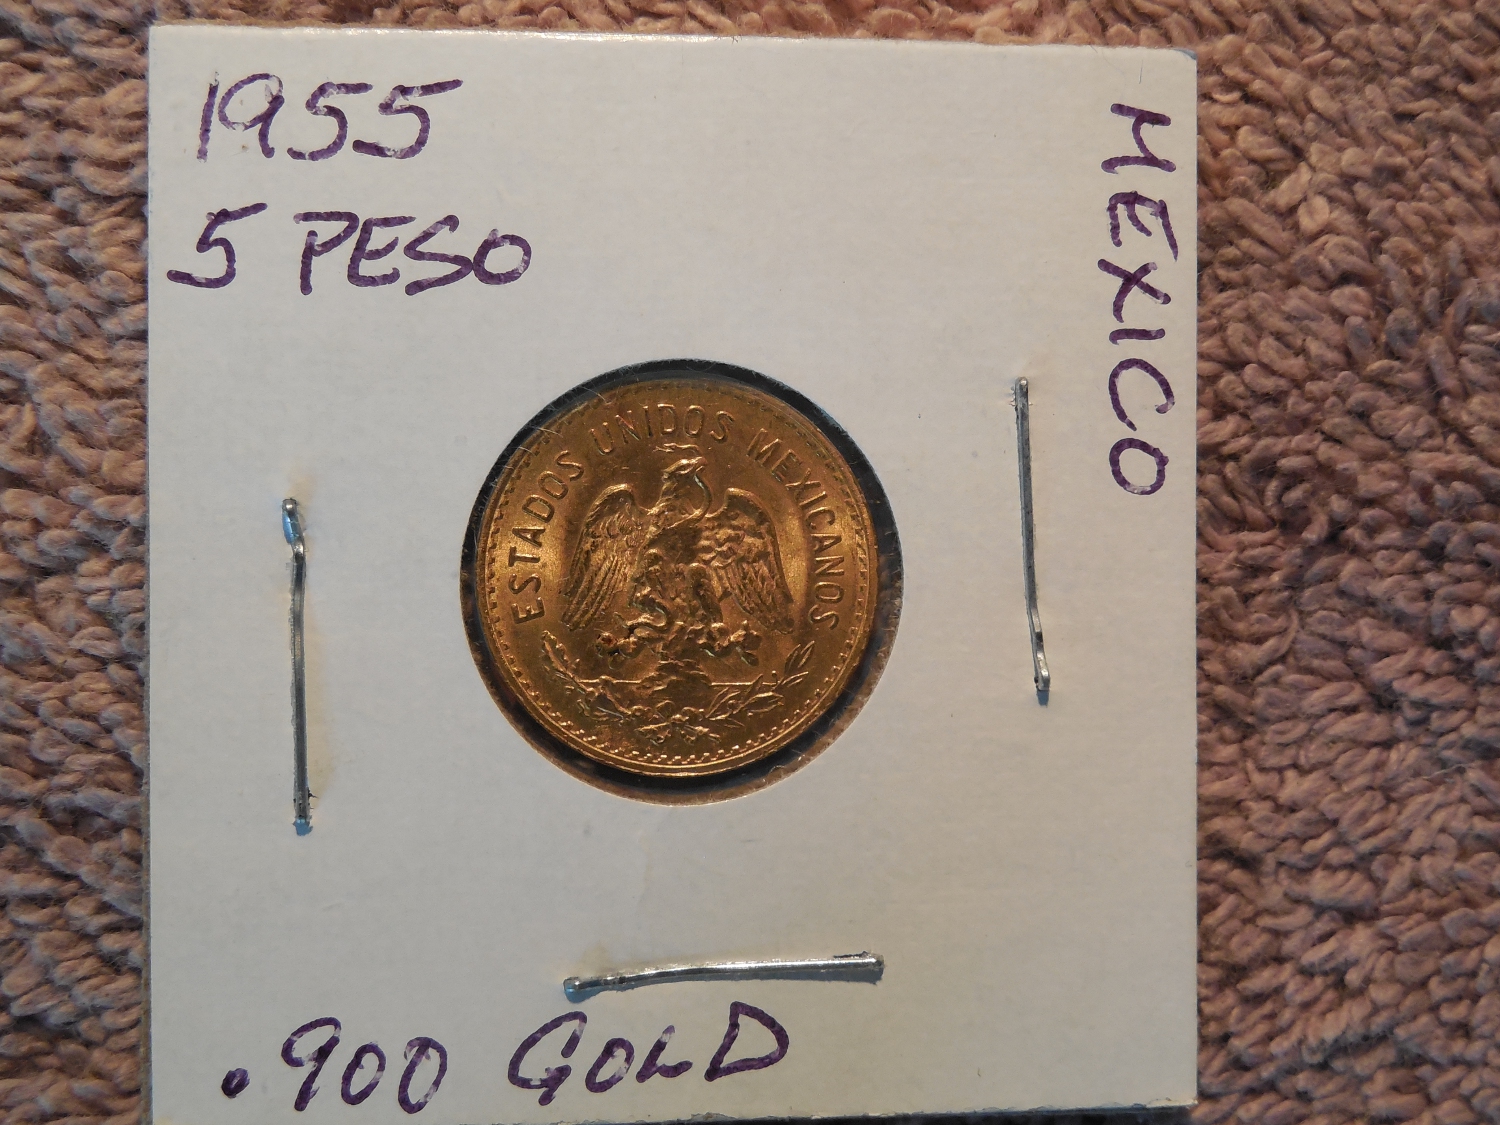 1955
5 PESO
MEXICO
ESTADOS UNIDOS MEXICANOS
.900 GOLD